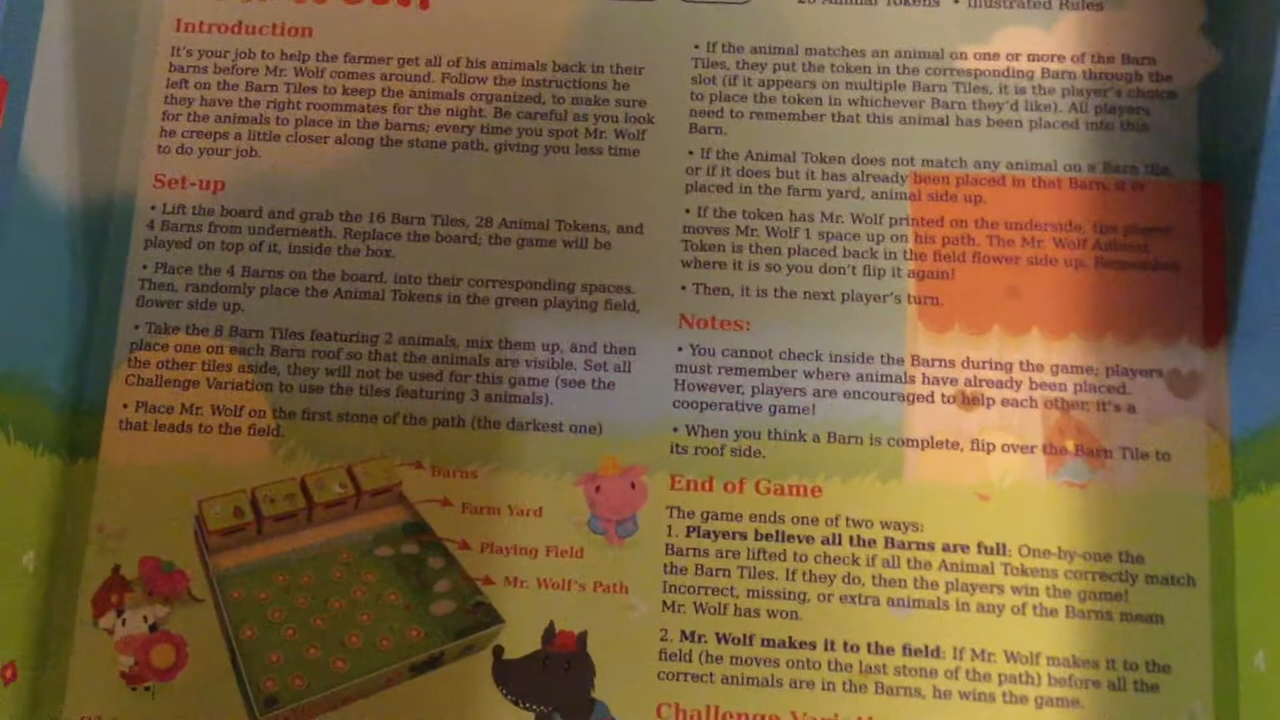 Illustrated Rules
Introduction
It's your job to help the farmer get all of his animals back in their
barns before Mr. Wolf comes around. Follow the instructions he
left on the Barn Tiles to keep the animals organized, to make sure
they have the right roommates for the night. Be careful as you look
for the animals to place in the barns; every time you spot Mr. Wolf
he creeps a little closer along the stone path, giving you less time
to do your job.
Set-up
• Lift the board and grab the 16 Barn Tiles, 28 Animal Tokens, and
4 Barns from underneath. Replace the board; the game will be
played on top of it, inside the box.
• Place the 4 Barns on the board, into their corresponding spaces.
Then, randomly place the Animal Tokens in the green playing field,
flower side up.
• Take the 8 Barn Tiles featuring 2 animals, mix them up, and then
place one on each Barn roof so that the animals are visible. Set all
the other tiles aside, they will not be used for this game (see the
Challenge Variation to use the tiles featuring 3 animals).
• Place Mr. Wolf on the first stone of the path (the darkest one)
that leads to the field.
Barns
Farm Yard
Playing Field
Mr. Wolf's Path
• If the animal matches an animal on one or more of the Barn
Tiles, they put the token in the corresponding Barn through the
slot (if it appears on multiple Barn Tiles, it is the player's choice
to place the token in whichever Barn they'd like). All players
need to remember that this animal has been placed into this
Barn.
• If the Animal Token does not match any animal on a Barn Tile
or if it does but it has already been placed in that Barn, it is
placed in the farm yard, animal side up.
• If the token has Mr. Wolf printed on the underside, the player
moves Mr. Wolf 1 space up on his path. The Mr. Wolf Animal
Token is then placed back in the field flower side up. Remember
where it is so you don't flip it again!
• Then, it is the next player's turn.
Notes:
• You cannot check inside the Barns during the game; players
must remember where animals have already been placed.
However, players are encouraged to help each other; it's a
cooperative game!
• When you think a Barn is complete, flip over the Barn Tile to
its roof side.
End of Game
The game ends one of two ways:
1. Players believe all the Barns are full: One-by-one the
Barns are lifted to check if all the Animal Tokens correctly match
the Barn Tiles. If they do, then the players win the game!
Incorrect, missing, or extra animals in any of the Barns mean
Mr. Wolf has won.
2. Mr. Wolf makes it to the field: If Mr. Wolf makes it to the
field (he moves onto the last stone of the path) before all the
correct animals are in the Barns, he wins the game.
Challenge